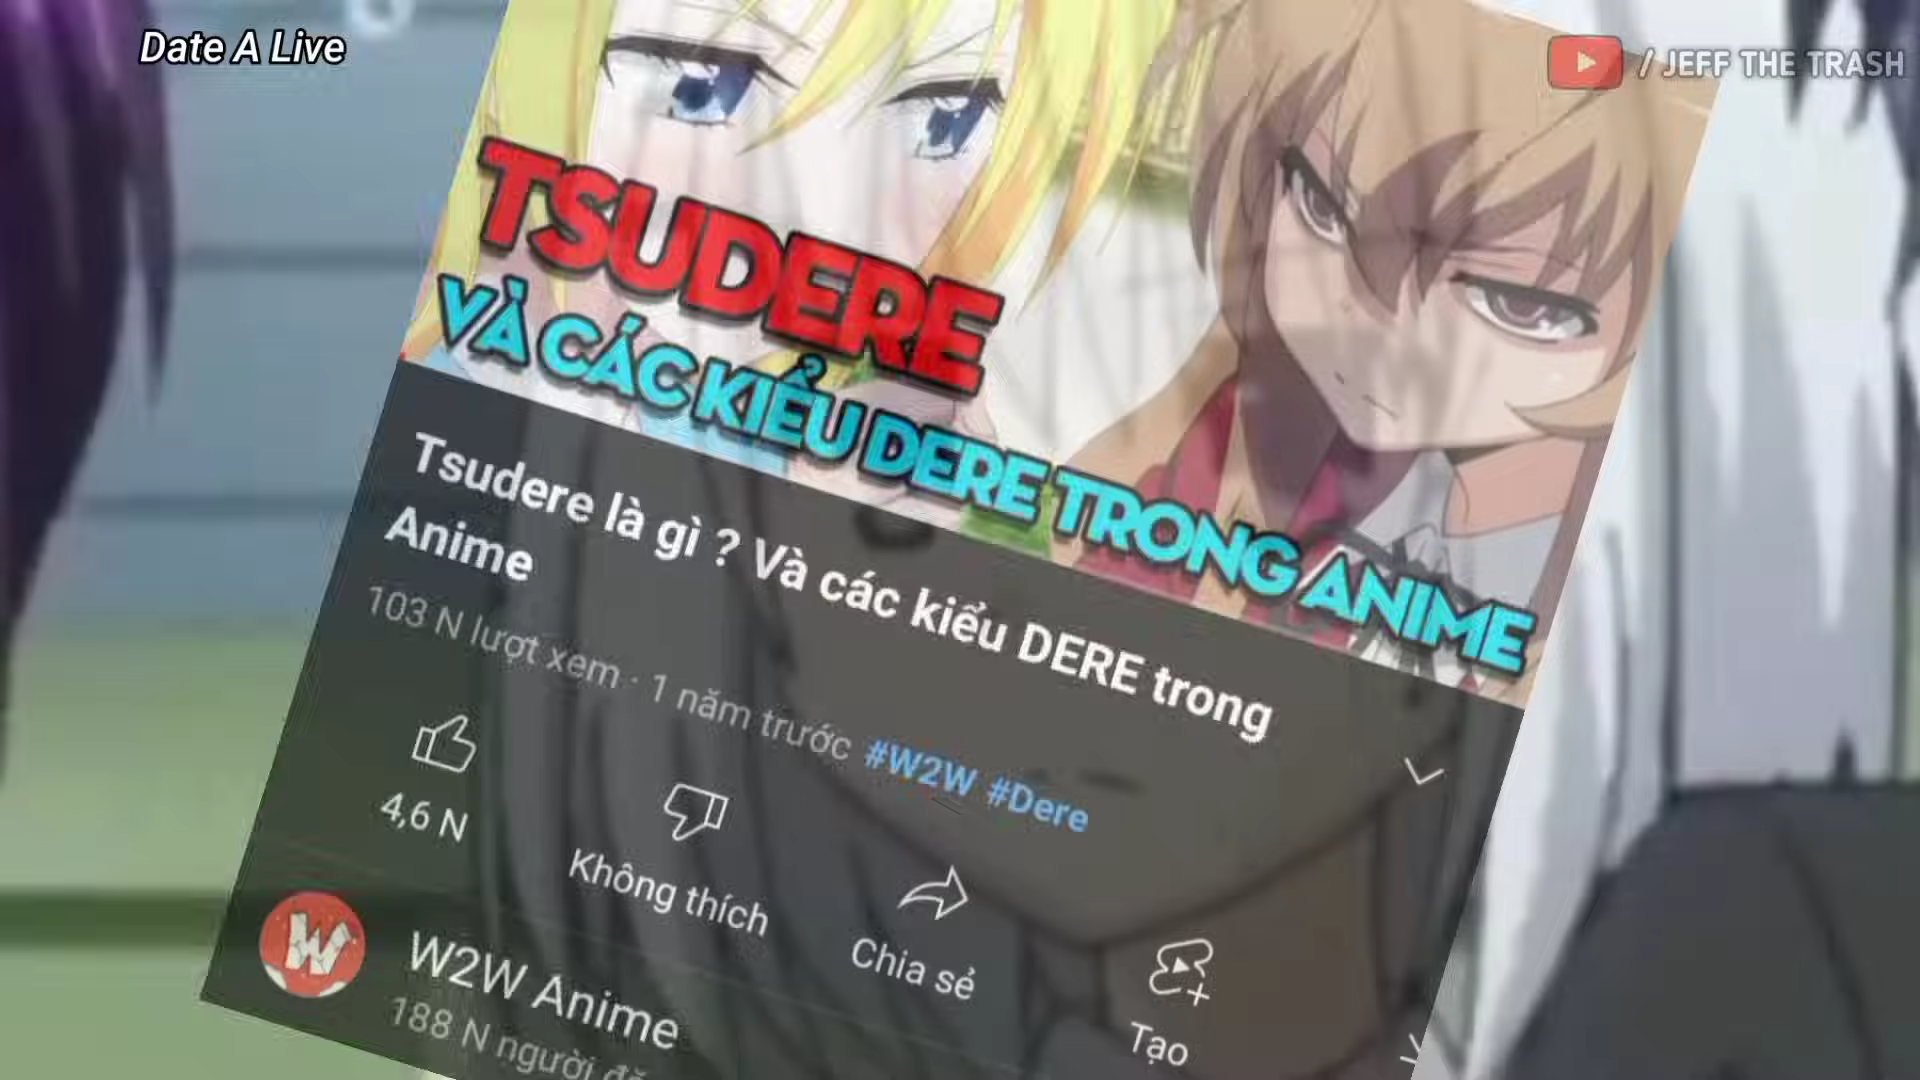 Date A Live
/ JEFF THE TRASH
TSUDERE
VÀ CÁC KIỂU DERE TRONG ANIME
Tsudere là gì ? Và các kiểu DERE trong
Anime
103 N lượt xem · 1 năm trước #W2W #Dere
4,6 N
Không thích
Chia sẻ
Tạo
W
W2W Anime
188 N người